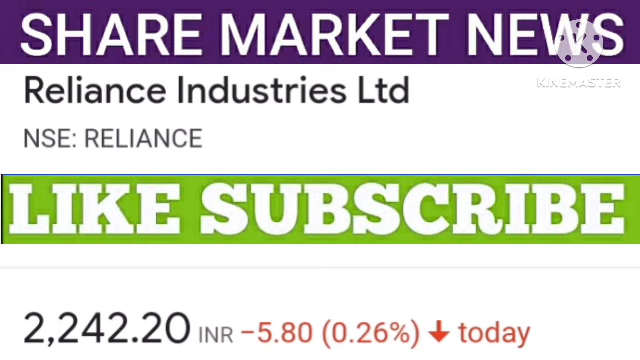 SHARE MARKET NEWS
KINEMASTER
Reliance Industries Ltd
NSE: RELIANCE
LIKE SUBSCRIBE
2,242.20 INR −5.80 (0.26%) ↓ today